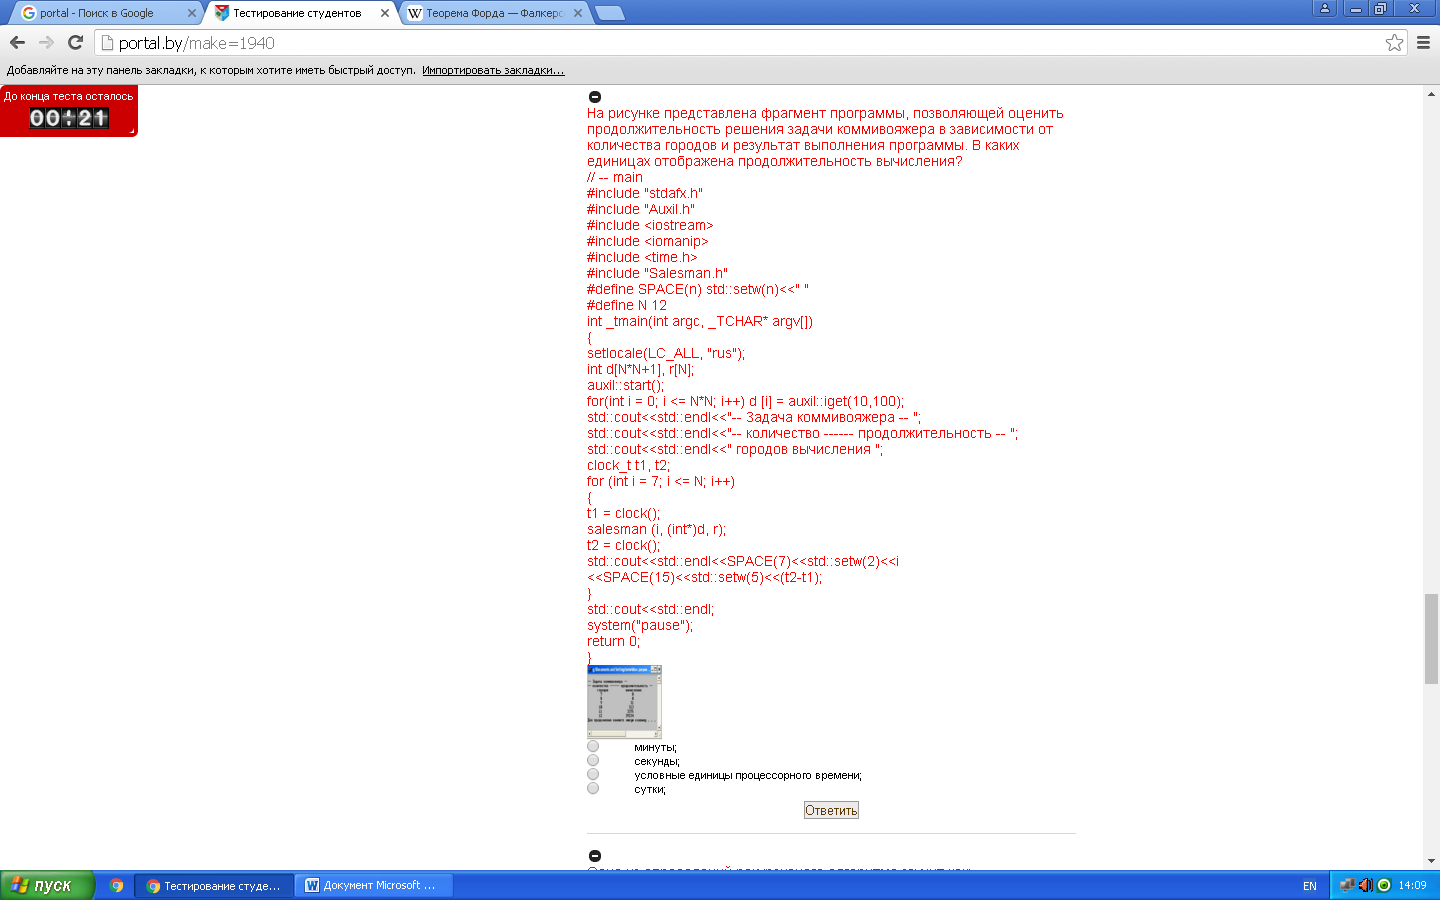 portal - Поиск в Google
Тестирование студентов
Теорема Форда — Фалкерс
portal.by/make=1940
Добавляйте на эту панель закладки, к которым хотите иметь быстрый доступ. Импортировать закладки...
До конца теста осталось
00:21
На рисунке представлена фрагмент программы, позволяющей оценить
продолжительность решения задачи коммивояжера в зависимости от
количества городов и результат выполнения программы. В каких
единицах отображена продолжительность вычисления?
// -- main
#include "stdafx.h"
#include "Auxil.h"
#include <iostream>
#include <iomanip>
#include <time.h>
#include "Salesman.h"
#define SPACE(n) std::setw(n)<<" "
#define N 12
int _tmain(int argc, _TCHAR* argv[])
{
setlocale(LC_ALL, "rus");
int d[N*N+1], r[N];
auxil::start();
for(int i = 0; i <= N*N; i++) d [i] = auxil::iget(10,100);
std::cout<<std::endl<<"-- Задача коммивояжера -- ";
std::cout<<std::endl<<"-- количество ------ продолжительность -- ";
std::cout<<std::endl<<" городов вычисления ";
clock_t t1, t2;
for (int i = 7; i <= N; i++)
{
t1 = clock();
salesman (i, (int*)d, r);
t2 = clock();
std::cout<<std::endl<<SPACE(7)<<std::setw(2)<<i
<<SPACE(15)<<std::setw(5)<<(t2-t1);
}
std::cout<<std::endl;
system("pause");
return 0;
}
минуты;
секунды;
условные единицы процессорного времени;
сутки;
Ответить
пуск
Тестирование студе...
Документ Microsoft ...
EN
14:09